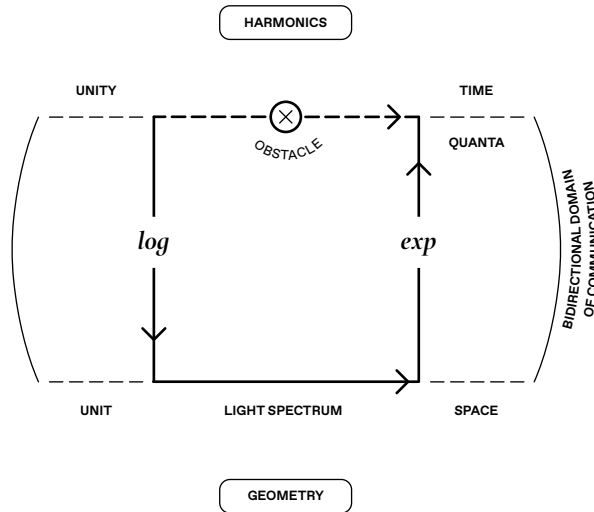 HARMONICS
UNITY
TIME
OBSTACLE
QUANTA
log
exp
BIDIRECTIONAL DOMAIN
OF COMMUNICATION
UNIT
LIGHT SPECTRUM
SPACE
GEOMETRY